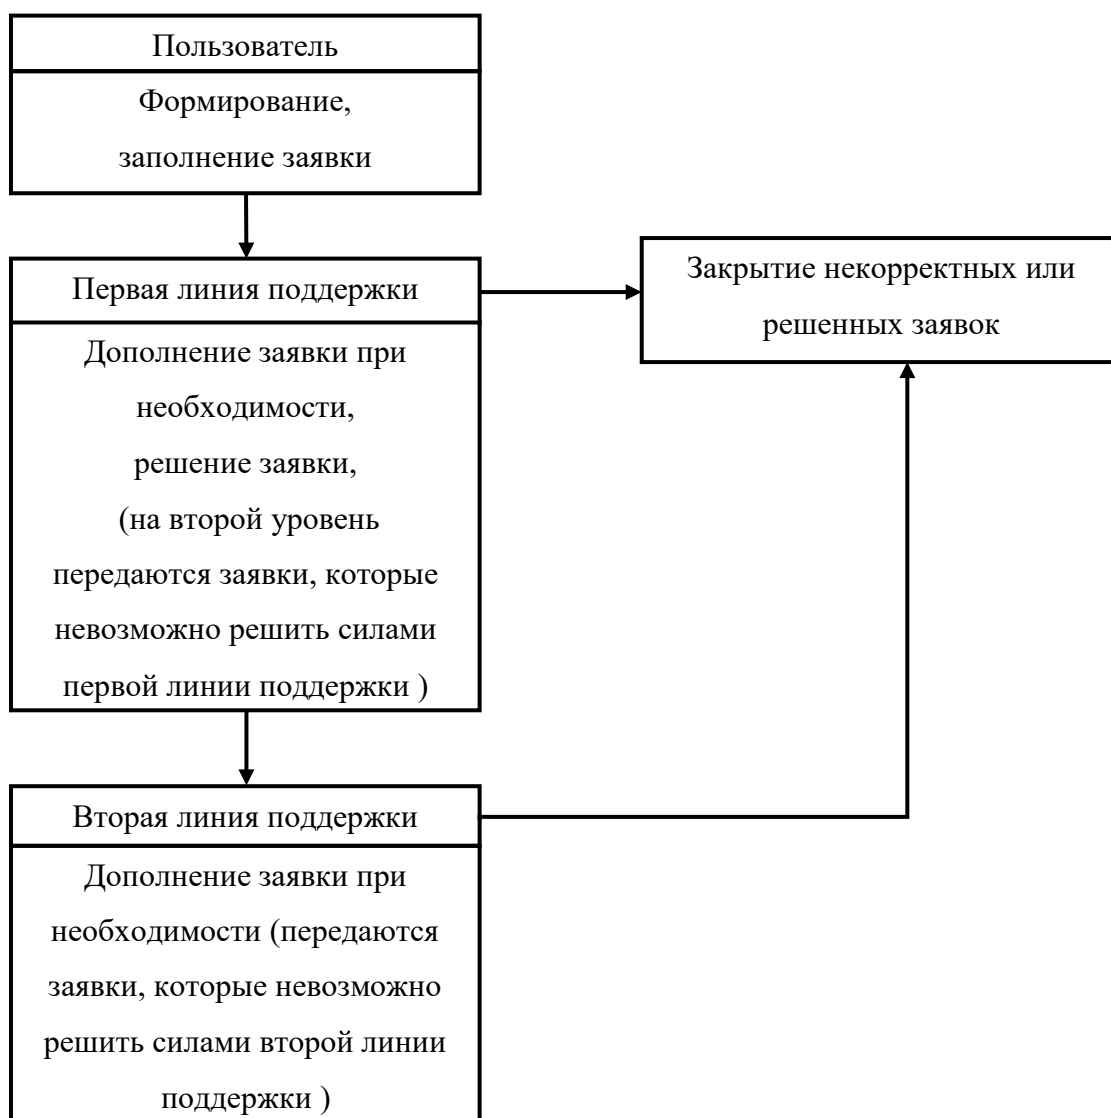 Пользователь
Формирование,
заполнение заявки
Первая линия поддержки
Дополнение заявки при
необходимости,
решение заявки,
(на второй уровень
передаются заявки, которые
невозможно решить силами
первой линии поддержки )
Закрытие некорректных или
решенных заявок
Вторая линия поддержки
Дополнение заявки при
необходимости (передаются
заявки, которые невозможно
решить силами второй линии
поддержки )